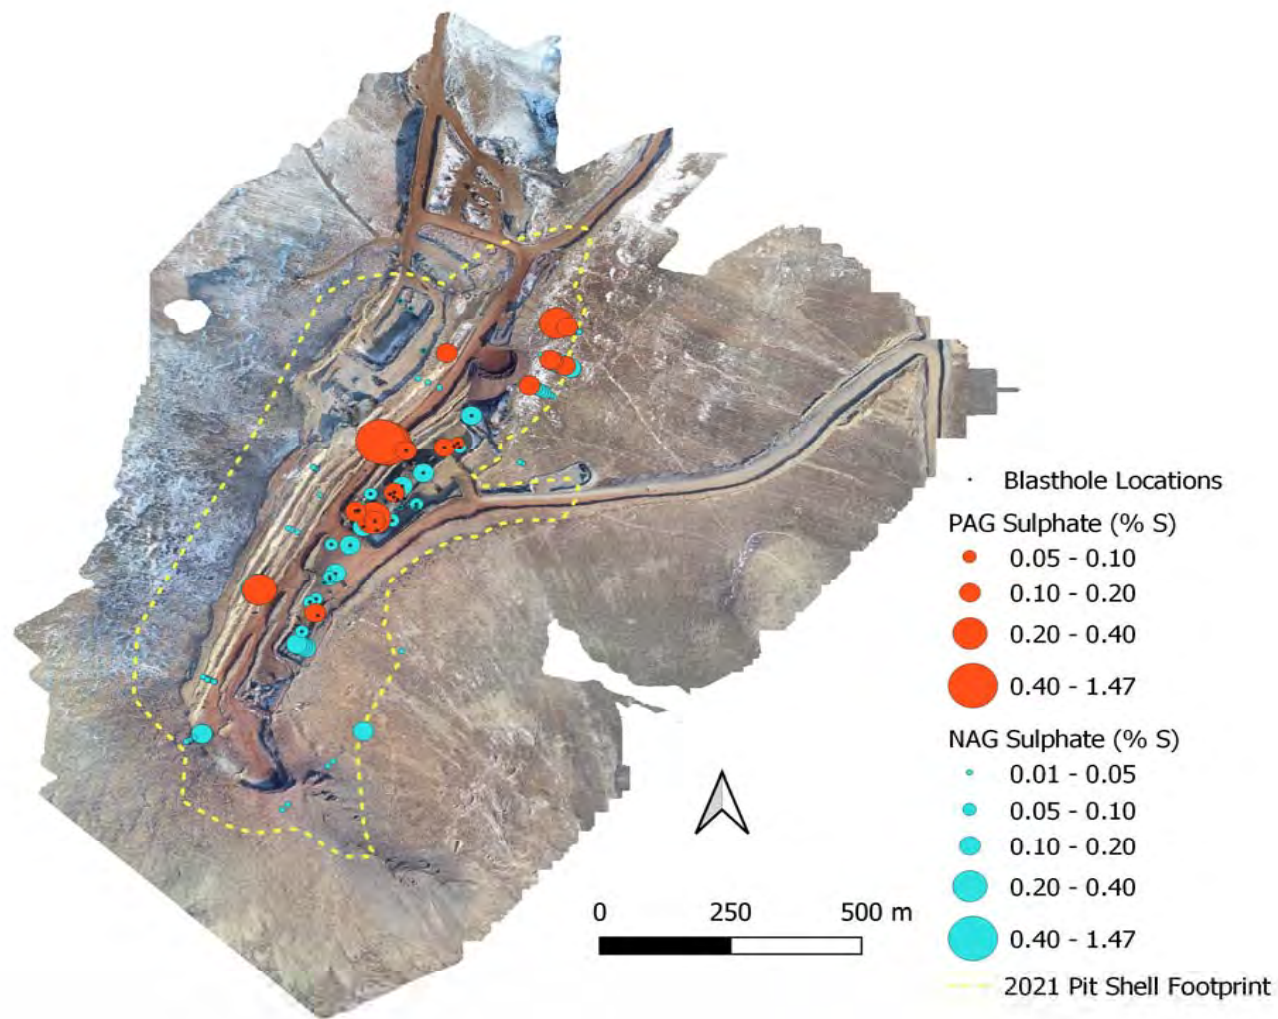 Blasthole Locations
PAG Sulphate (% S)
0.05 - 0.10
0.10 - 0.20
0.20 - 0.40
0.40 - 1.47
NAG Sulphate (% S)
0.01 - 0.05
0.05 - 0.10
0.10 - 0.20
0.20 - 0.40
0.40 - 1.47
2021 Pit Shell Footprint
0 250 500 m